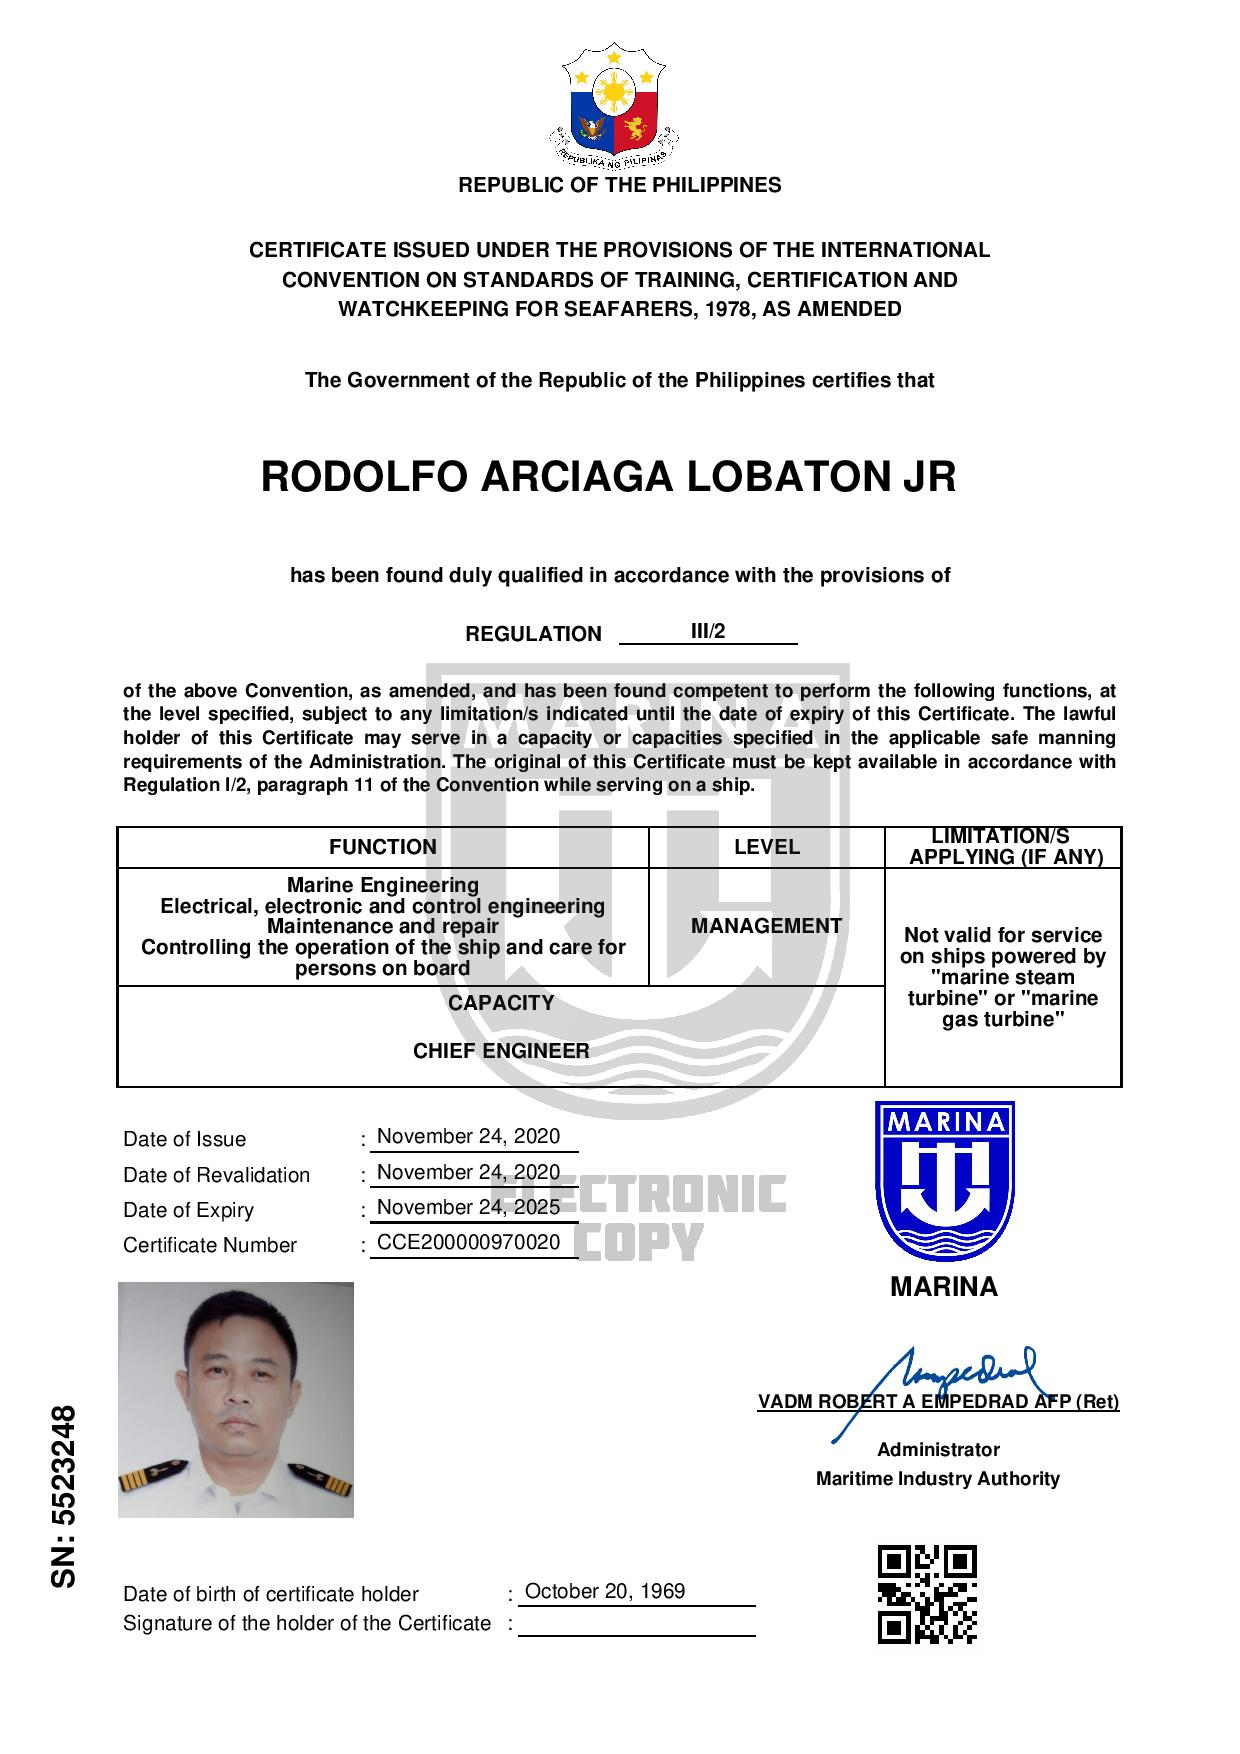 REPUBLIKA NG PILIPINAS
REPUBLIC OF THE PHILIPPINES
CERTIFICATE ISSUED UNDER THE PROVISIONS OF THE INTERNATIONAL
CONVENTION ON STANDARDS OF TRAINING, CERTIFICATION AND
WATCHKEEPING FOR SEAFARERS, 1978, AS AMENDED
The Government of the Republic of the Philippines certifies that
RODOLFO ARCIAGA LOBATON JR
has been found duly qualified in accordance with the provisions of
REGULATION III/2
MARINA
of the above Convention, as amended, and has been found competent to perform the following functions, at
the level specified, subject to any limitation/s indicated until the date of expiry of this Certificate. The lawful
holder of this Certificate may serve in a capacity or capacities specified in the applicable safe manning
requirements of the Administration. The original of this Certificate must be kept available in accordance with
Regulation I/2, paragraph 11 of the Convention while serving on a ship.
FUNCTION
LEVEL
LIMITATION/S
APPLYING (IF ANY)
Marine Engineering
Electrical, electronic and control engineering
Maintenance and repair
Controlling the operation of the ship and care for
persons on board
MANAGEMENT
Not valid for service
on ships powered by
"marine steam
turbine" or "marine
gas turbine"
CAPACITY
CHIEF ENGINEER
Date of Issue : November 24, 2020
Date of Revalidation : November 24, 2020
Date of Expiry : November 24, 2025
Certificate Number : CCE200000970020
ELECTRONIC
COPY
MARINA
MARINA
VADM ROBERT A EMPEDRAD AFP (Ret)
Administrator
Maritime Industry Authority
SN: 5523248
Date of birth of certificate holder : October 20, 1969
Signature of the holder of the Certificate :